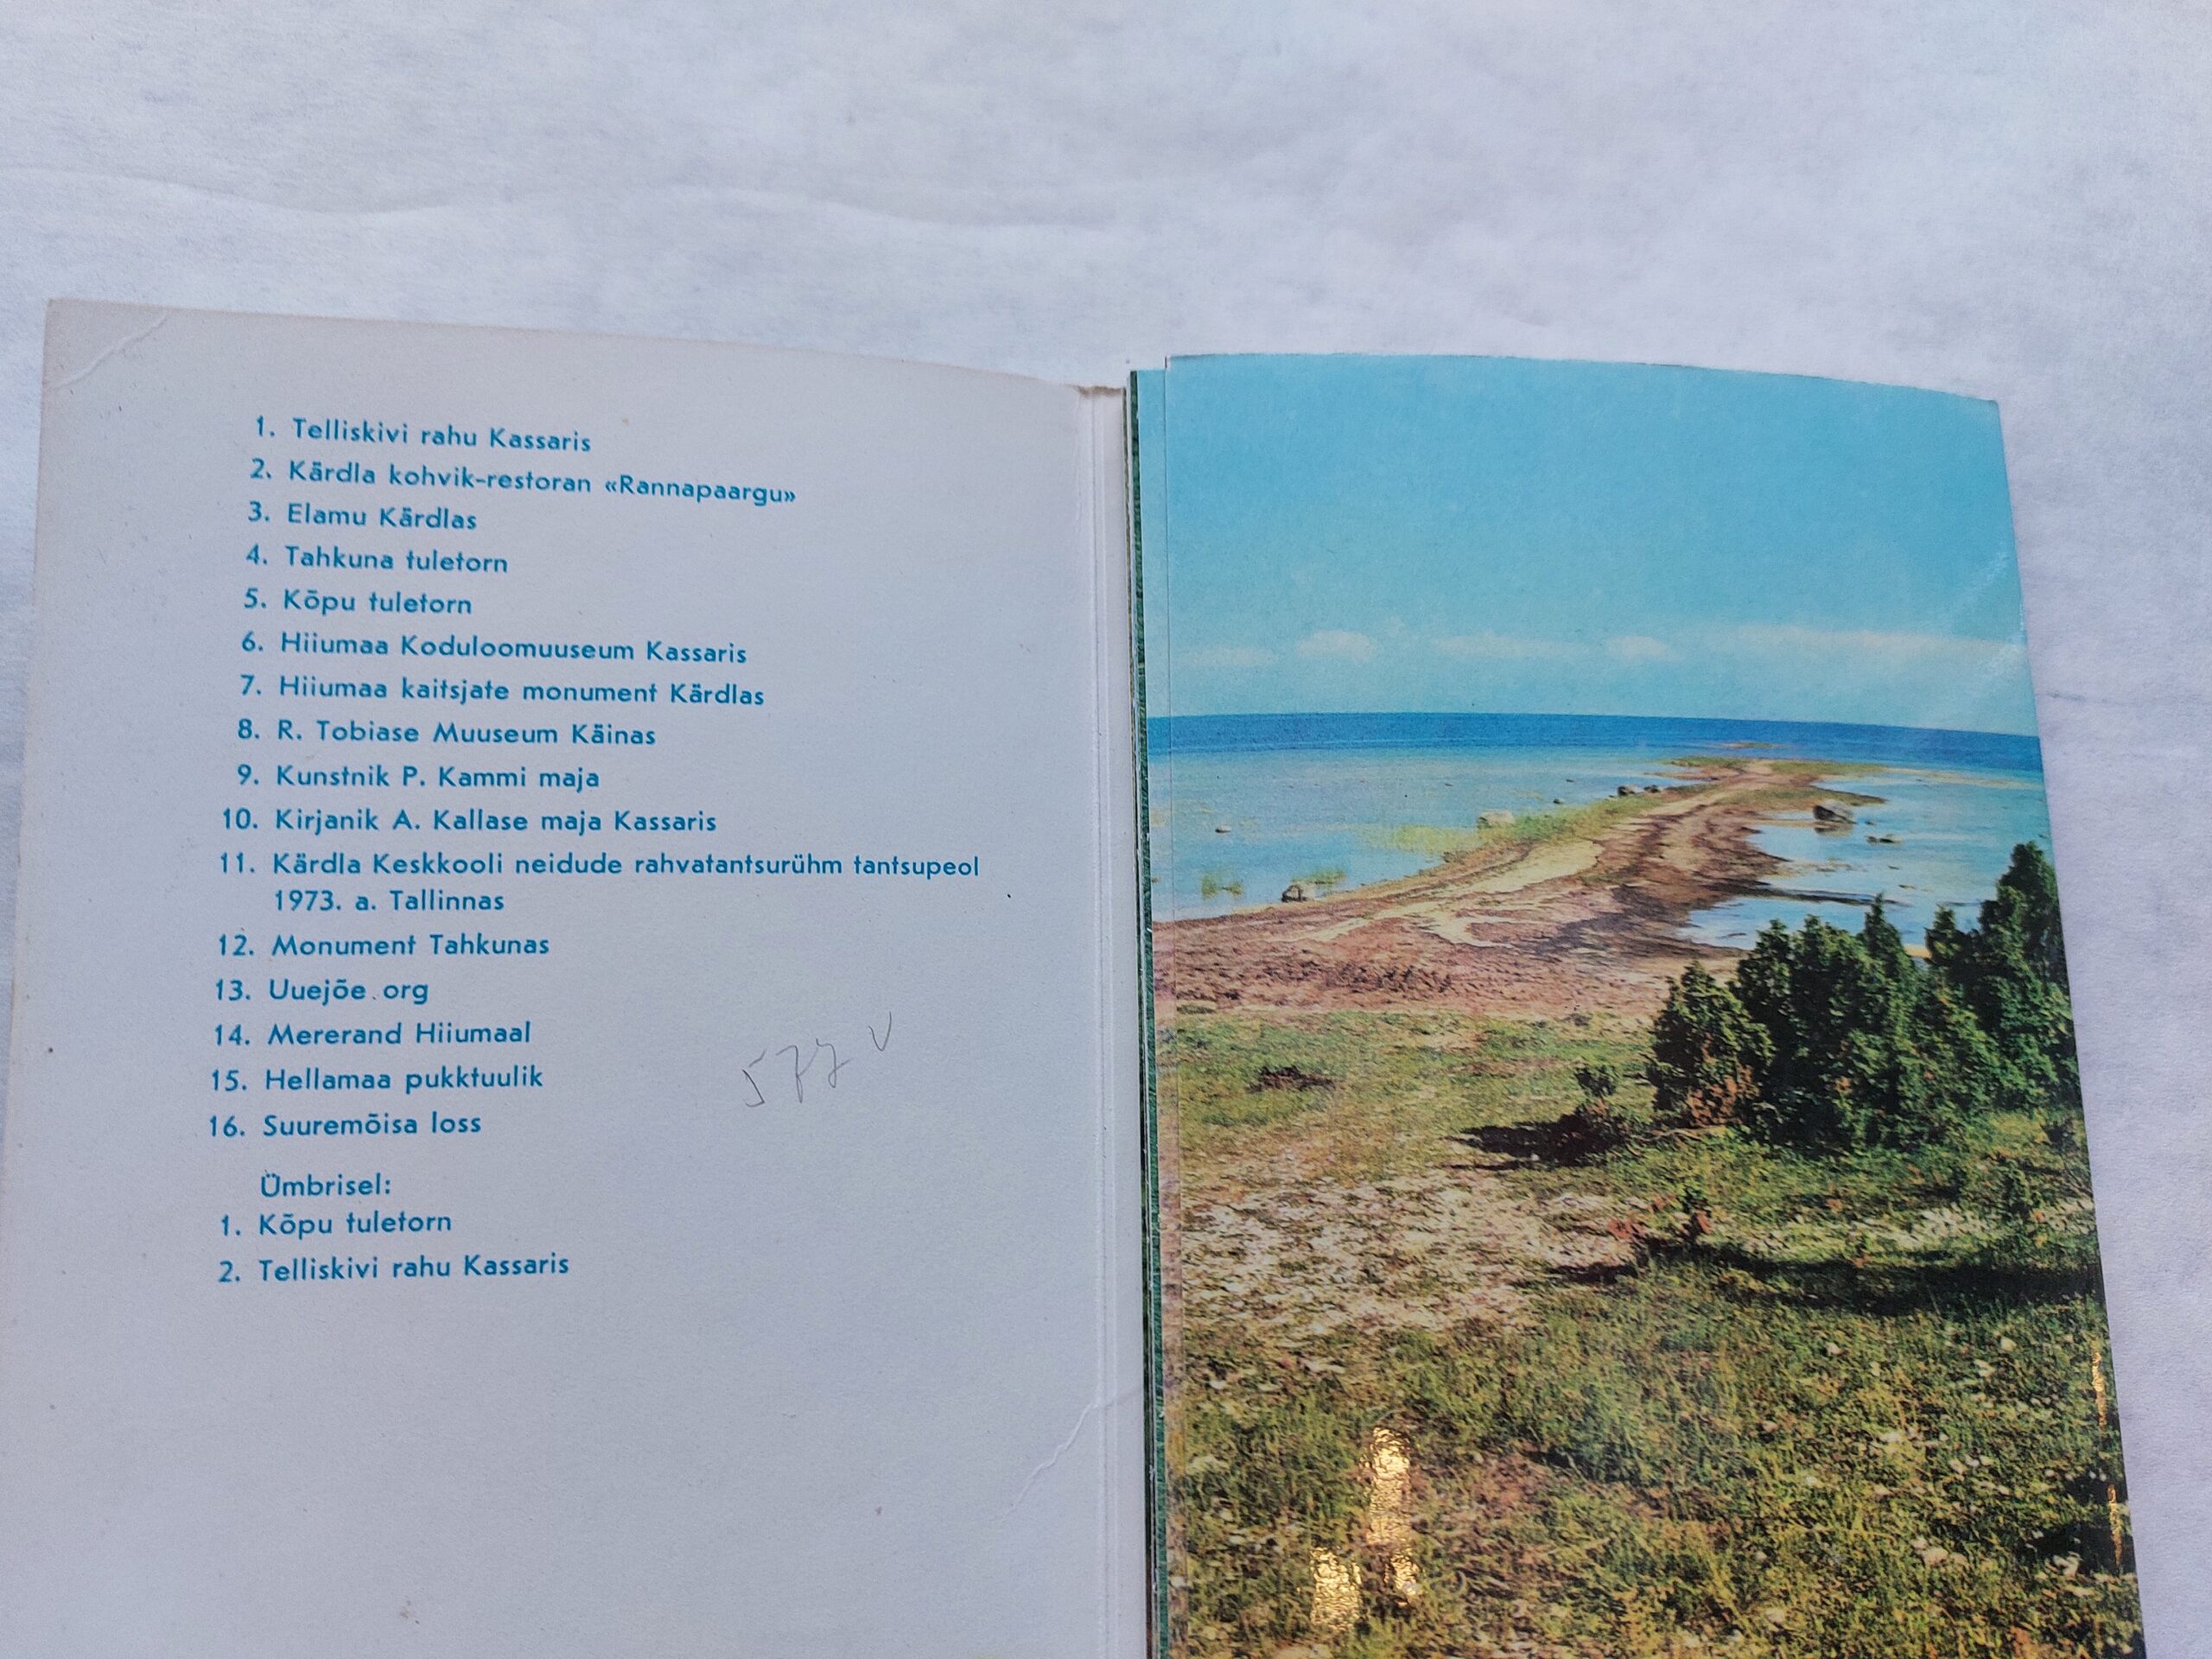 1. Telliskivi rahu Kassaris
2. Kärdla kohvik-restoran «Rannapaargu»
3. Elamu Kärdlas
4. Tahkuna tuletorn
5. Kõpu tuletorn
6. Hiiumaa Koduloomuuseum Kassaris
7. Hiiumaa kaitsjate monument Kärdlas
8. R. Tobiase Muuseum Käinas
9. Kunstnik P. Kammi maja
10. Kirjanik A. Kallase maja Kassaris
11. Kärdla Keskkooli neidude rahvatantsurühm tantsupeol
1973. a. Tallinnas
12. Monument Tahkunas
13. Uuejõe org
14. Mererand Hiiumaal
15. Hellamaa pukktuulik
16. Suuremõisa loss
Ümbrisel:
1. Kõpu tuletorn
2. Telliskivi rahu Kassaris